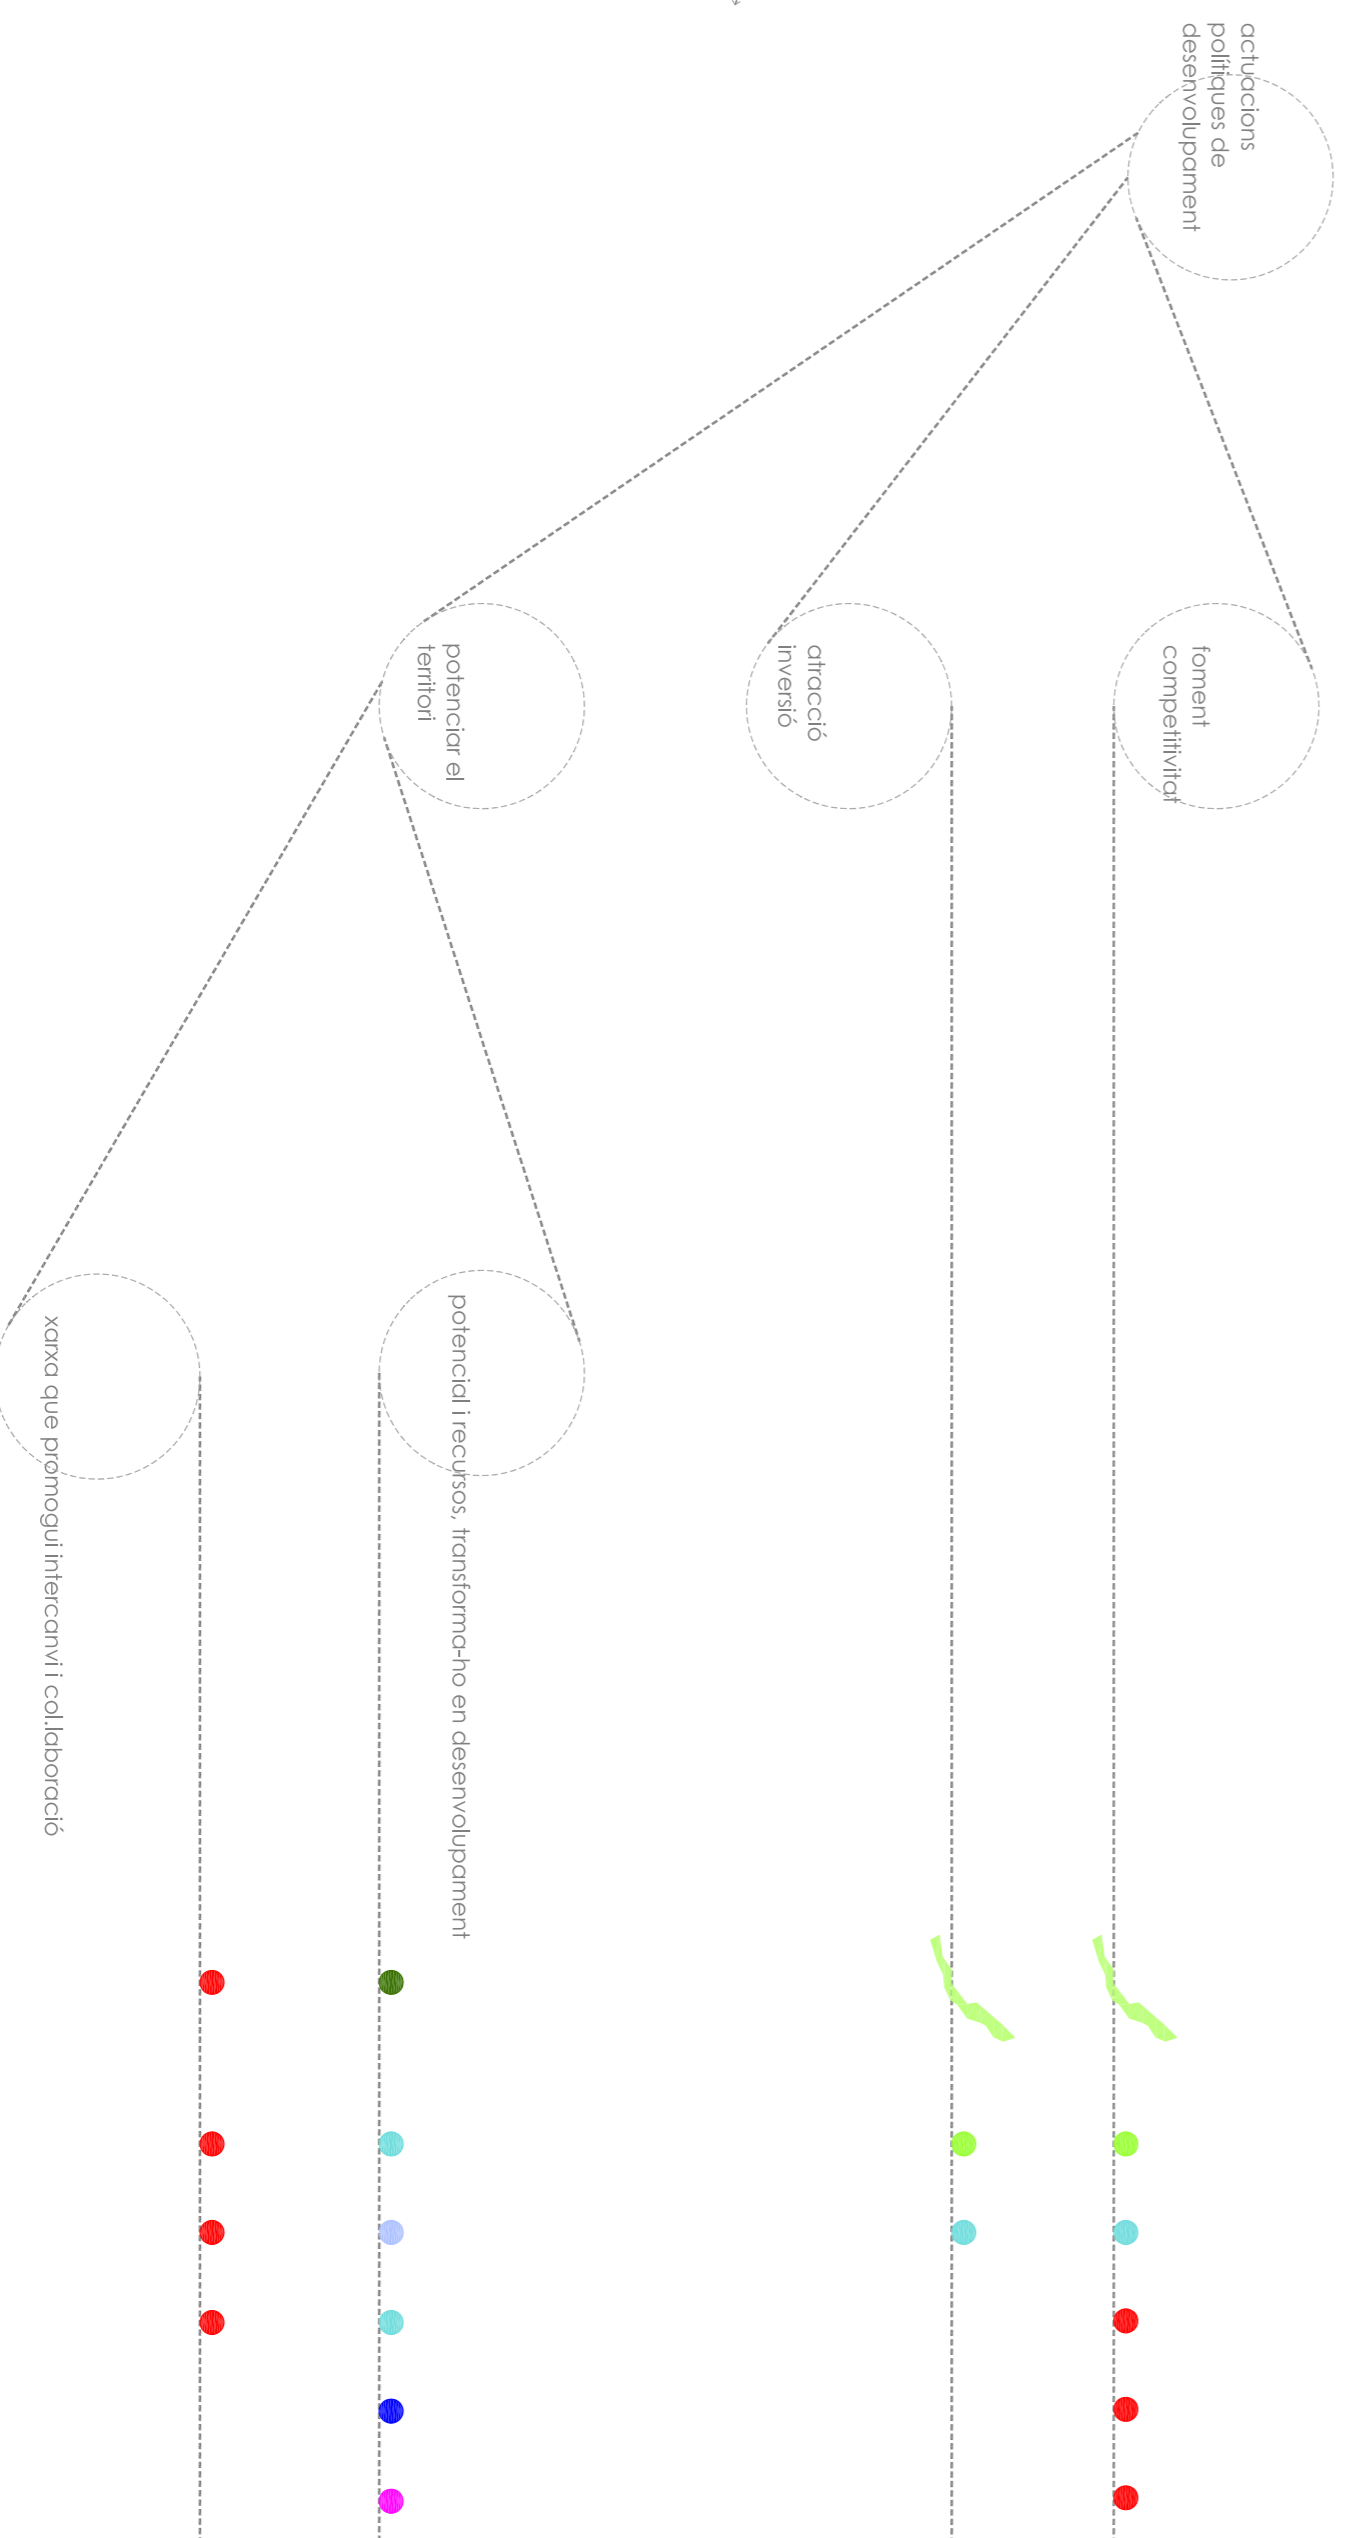 actuacions
polítiques de
desenvolupament
foment
competitivitat
atracció
inversió
potenciar el
territori
potencial i recursos, transforma-ho en desenvolupament
xarxa que promogui intercanvi i col.laboració